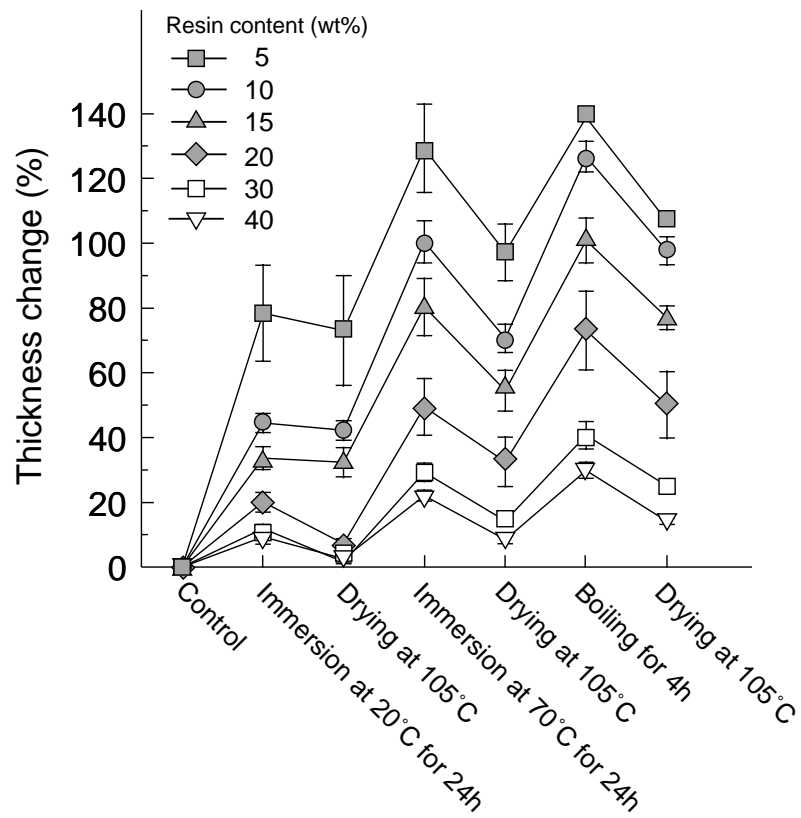 Resin content (wt%)
5
10
15
20
30
40
Thickness change (%)
140
120
100
80
60
40
20
0
Control
Immersion at 20°C for 24h
Drying at 105°C
Immersion at 70°C for 24h
Drying at 105°C
Boiling for 4h
Drying at 105°C